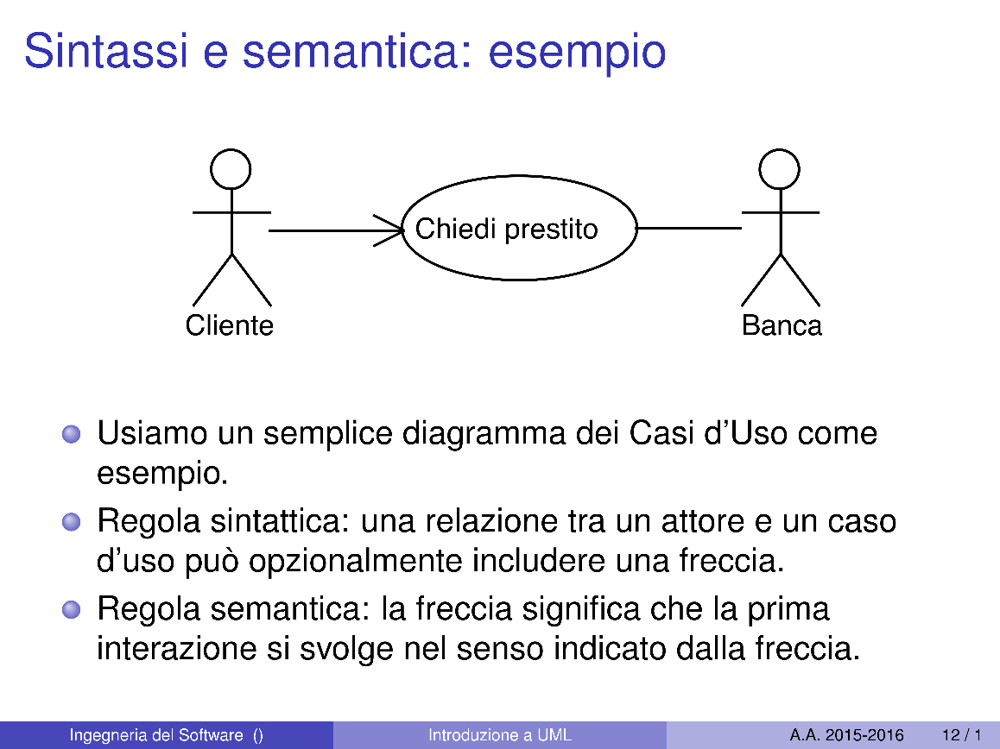 Sintassi e semantica: esempio
Chiedi prestito
Cliente
Banca
Usiamo un semplice diagramma dei Casi d'Uso come
esempio.
Regola sintattica: una relazione tra un attore e un caso
d'uso può opzionalmente includere una freccia.
Regola semantica: la freccia significa che la prima
interazione si svolge nel senso indicato dalla freccia.
Ingegneria del Software ()
Introduzione a UML
A.A. 2015-2016
12 / 1